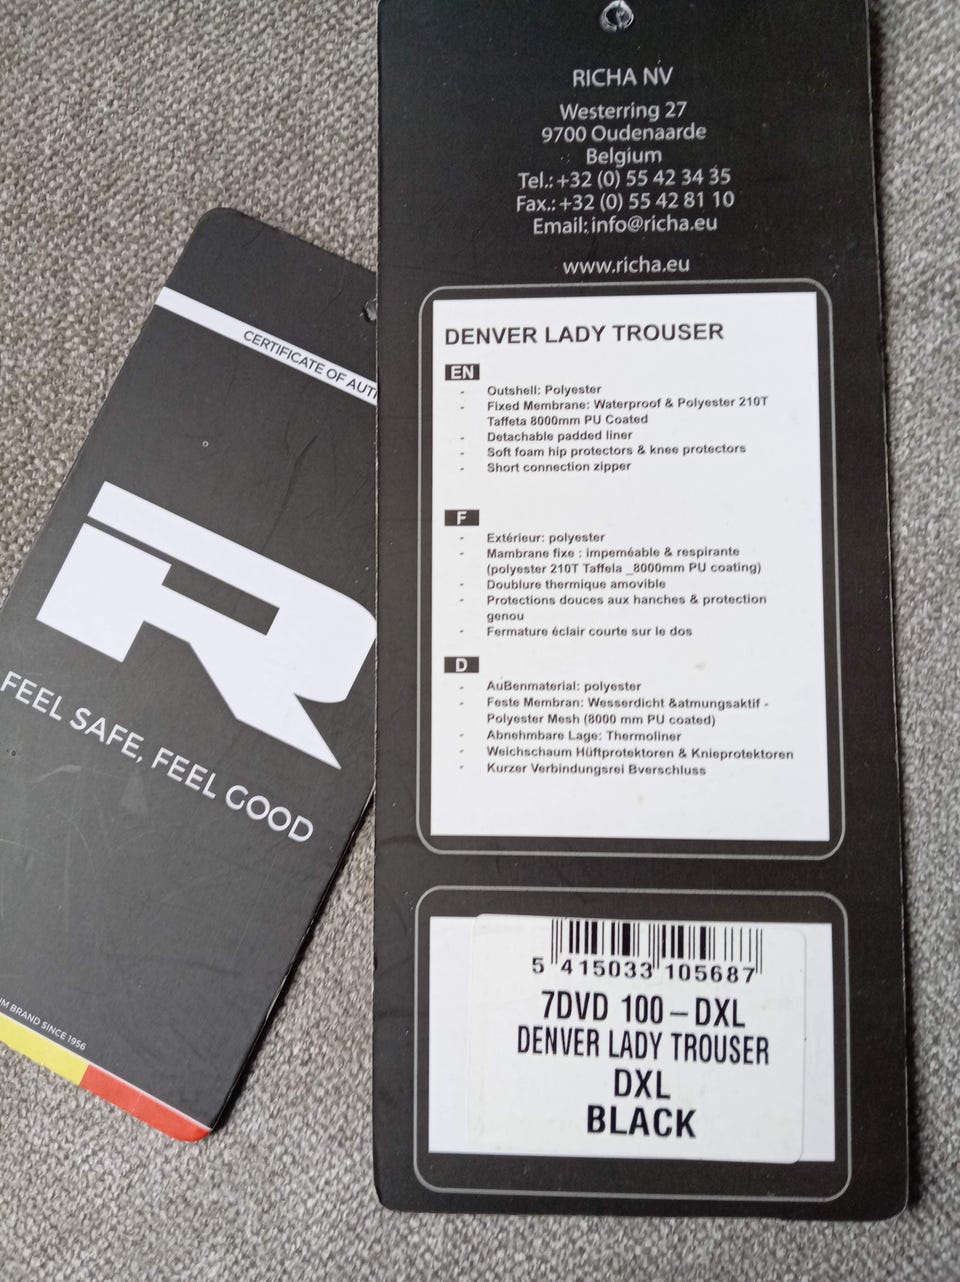 RICHA NV
Westerring 27
9700 Oudenaarde
Belgium
Tel.: +32 (0) 55 42 34 35
Fax.: +32 (0) 55 42 81 10
Email: info@richa.eu
www.richa.eu
DENVER LADY TROUSER
EN
- Outshell: Polyester
- Fixed Membrane: Waterproof & Polyester 210T
Taffeta 8000mm PU Coated
- Detachable padded liner
- Soft foam hip protectors & knee protectors
- Short connection zipper
F
- Extérieur: polyester
- Mambrane fixe : impeméable & respirante
(polyester 210T Taffela _8000mm PU coating)
- Doublure thermique amovible
- Protections douces aux hanches & protection
genou
- Fermature éclair courte sur le dos
D
- AuBenmaterial: polyester
- Feste Membran: Wesserdicht &atmungsaktif -
Polyester Mesh (8000 mm PU coated)
- Abnehmbare Lage: Thermoliner
- Weichschaum Hüftprotektoren & Knieprotektoren
- Kurzer Verbindungsrei Bverschluss
5 415033 105687
7DVD 100 – DXL
DENVER LADY TROUSER
DXL
BLACK
CERTIFICATE OF AUT
R
FEEL SAFE, FEEL GOOD
BRAND SINCE 1956